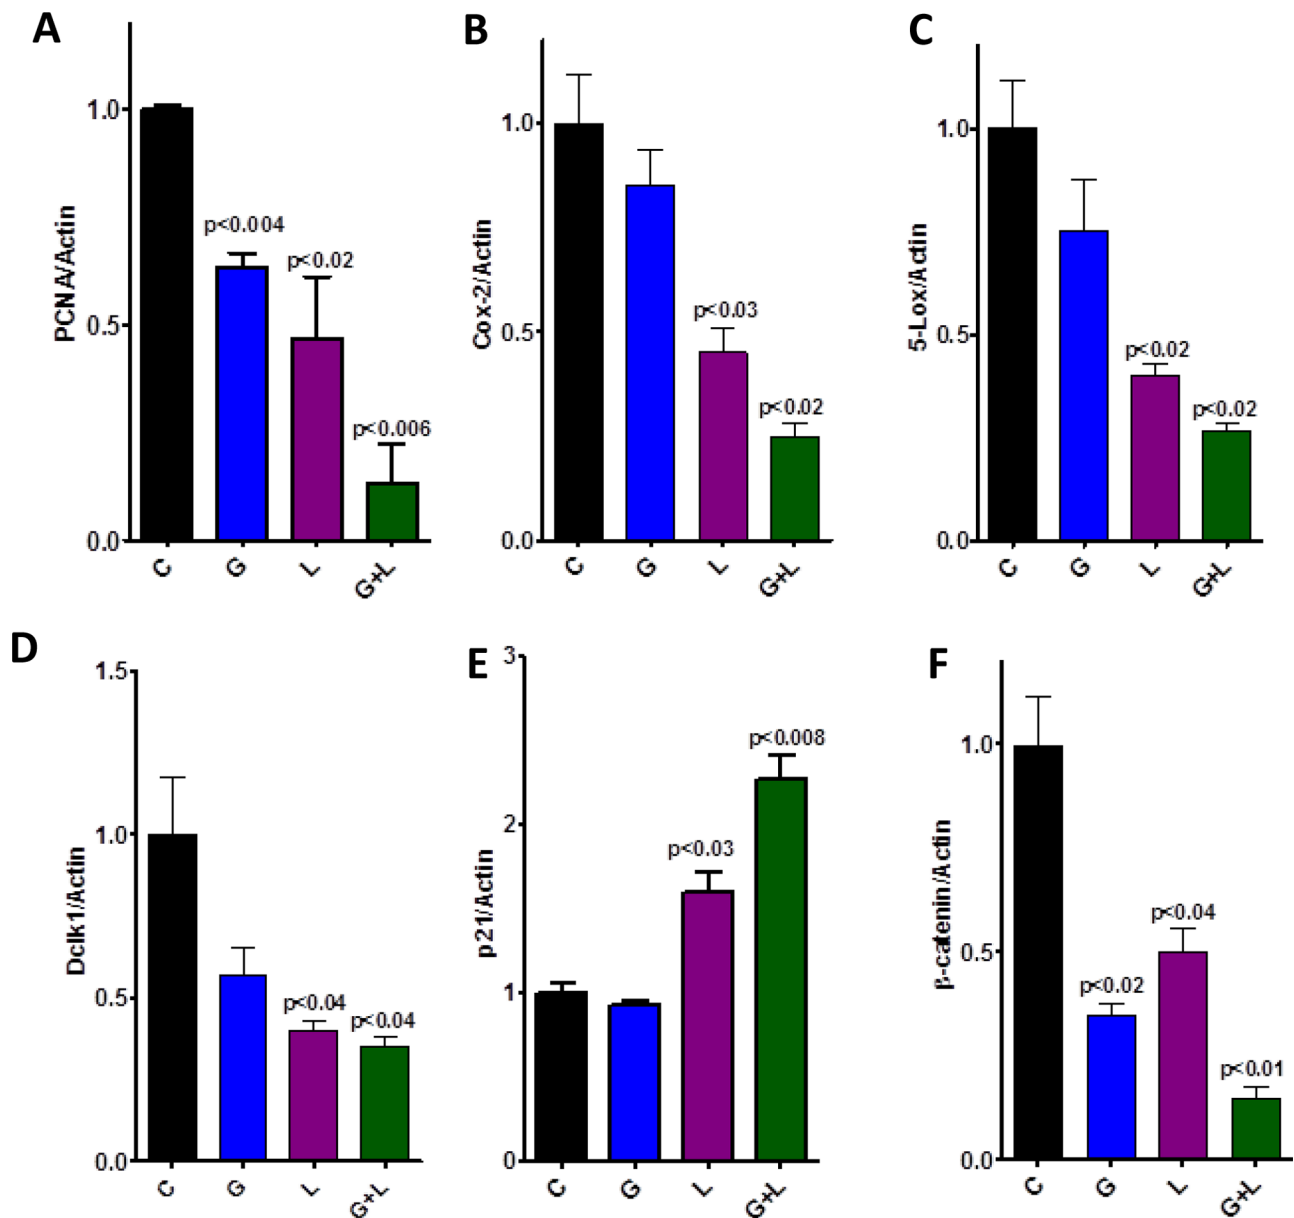 A
PCNA/Actin
1.0
0.5
0.0
p<0.004
p<0.02
p<0.006
C
G
L
G+L
B
Cox-2/Actin
1.0
0.5
0.0
p<0.03
p<0.02
C
G
L
G+L
C
5-Lox/Actin
1.0
0.5
0.0
p<0.02
p<0.02
C
G
L
G+L
D
Dclk1/Actin
1.5
1.0
0.5
0.0
p<0.04
p<0.04
C
G
L
G+L
E
p21/Actin
3
2
1
0
p<0.03
p<0.008
C
G
L
G+L
F
β-catenin/Actin
1.0
0.5
0.0
p<0.02
p<0.04
p<0.01
C
G
L
G+L